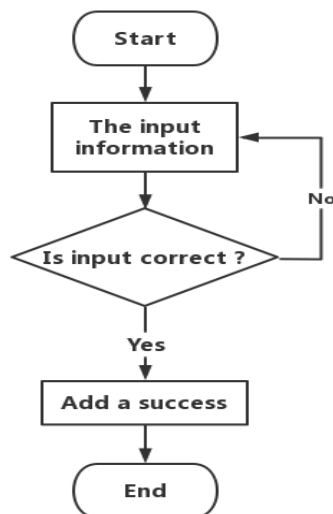 Start
The input
information
No
Is input correct ?
Yes
Add a success
End